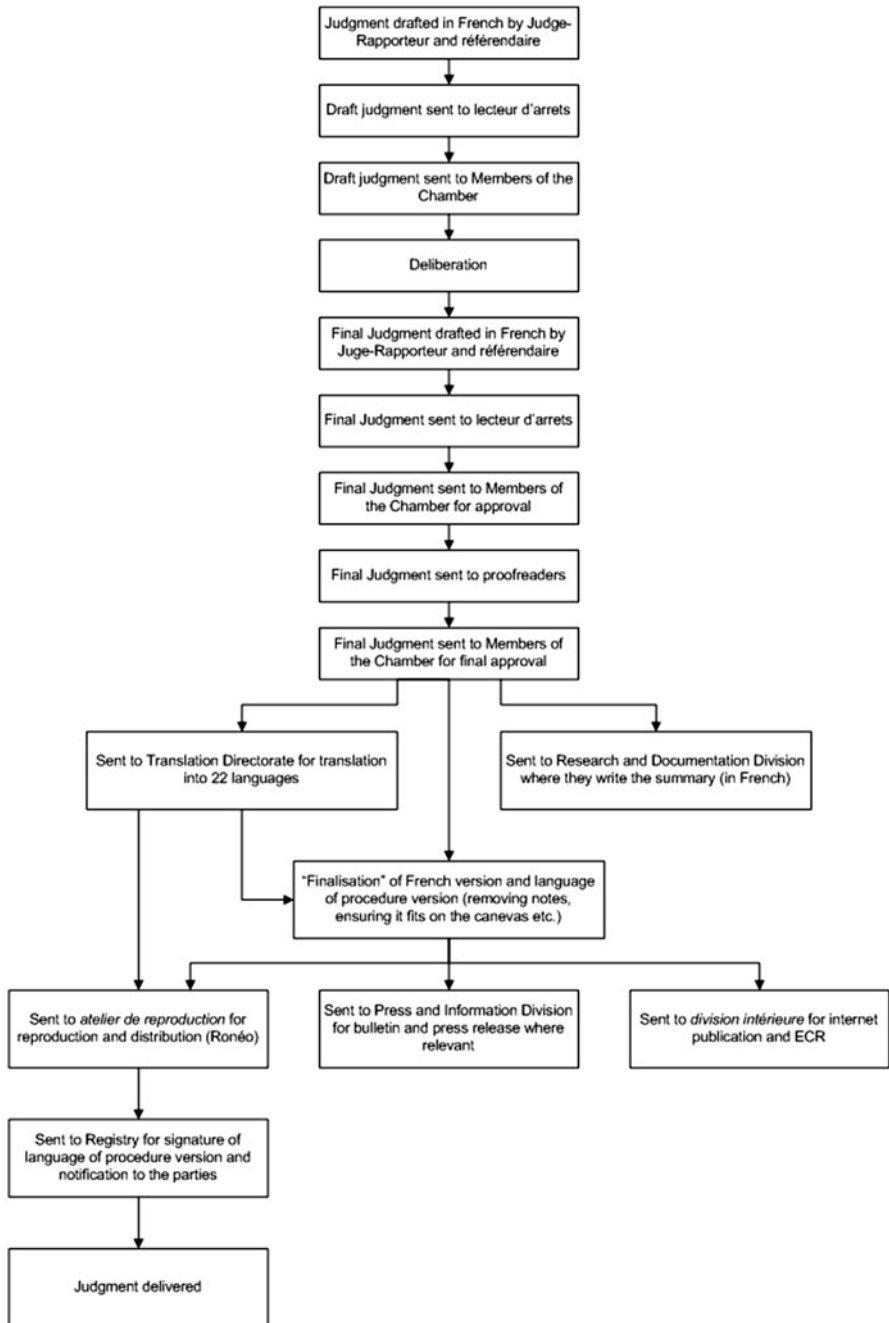 Judgment drafted in French by Judge-
Rapporteur and référendaire
Draft judgment sent to lecteur d'arrets
Draft judgment sent to Members of the
Chamber
Deliberation
Final Judgment drafted in French by
Juge-Rapporteur and référendaire
Final Judgment sent to lecteur d'arrets
Final Judgment sent to Members of
the Chamber for approval
Final Judgment sent to proofreaders
Final Judgment sent to Members of
the Chamber for final approval
Sent to Translation Directorate for translation
into 22 languages
Sent to Research and Documentation Division
where they write the summary (in French)
“Finalisation” of French version and language
of procedure version (removing notes,
ensuring it fits on the canevas etc.)
Sent to atelier de reproduction for
reproduction and distribution (Ronéo)
Sent to Press and Information Division
for bulletin and press release where
relevant
Sent to division intérieure for internet
publication and ECR
Sent to Registry for signature of
language of procedure version and
notification to the parties
Judgment delivered